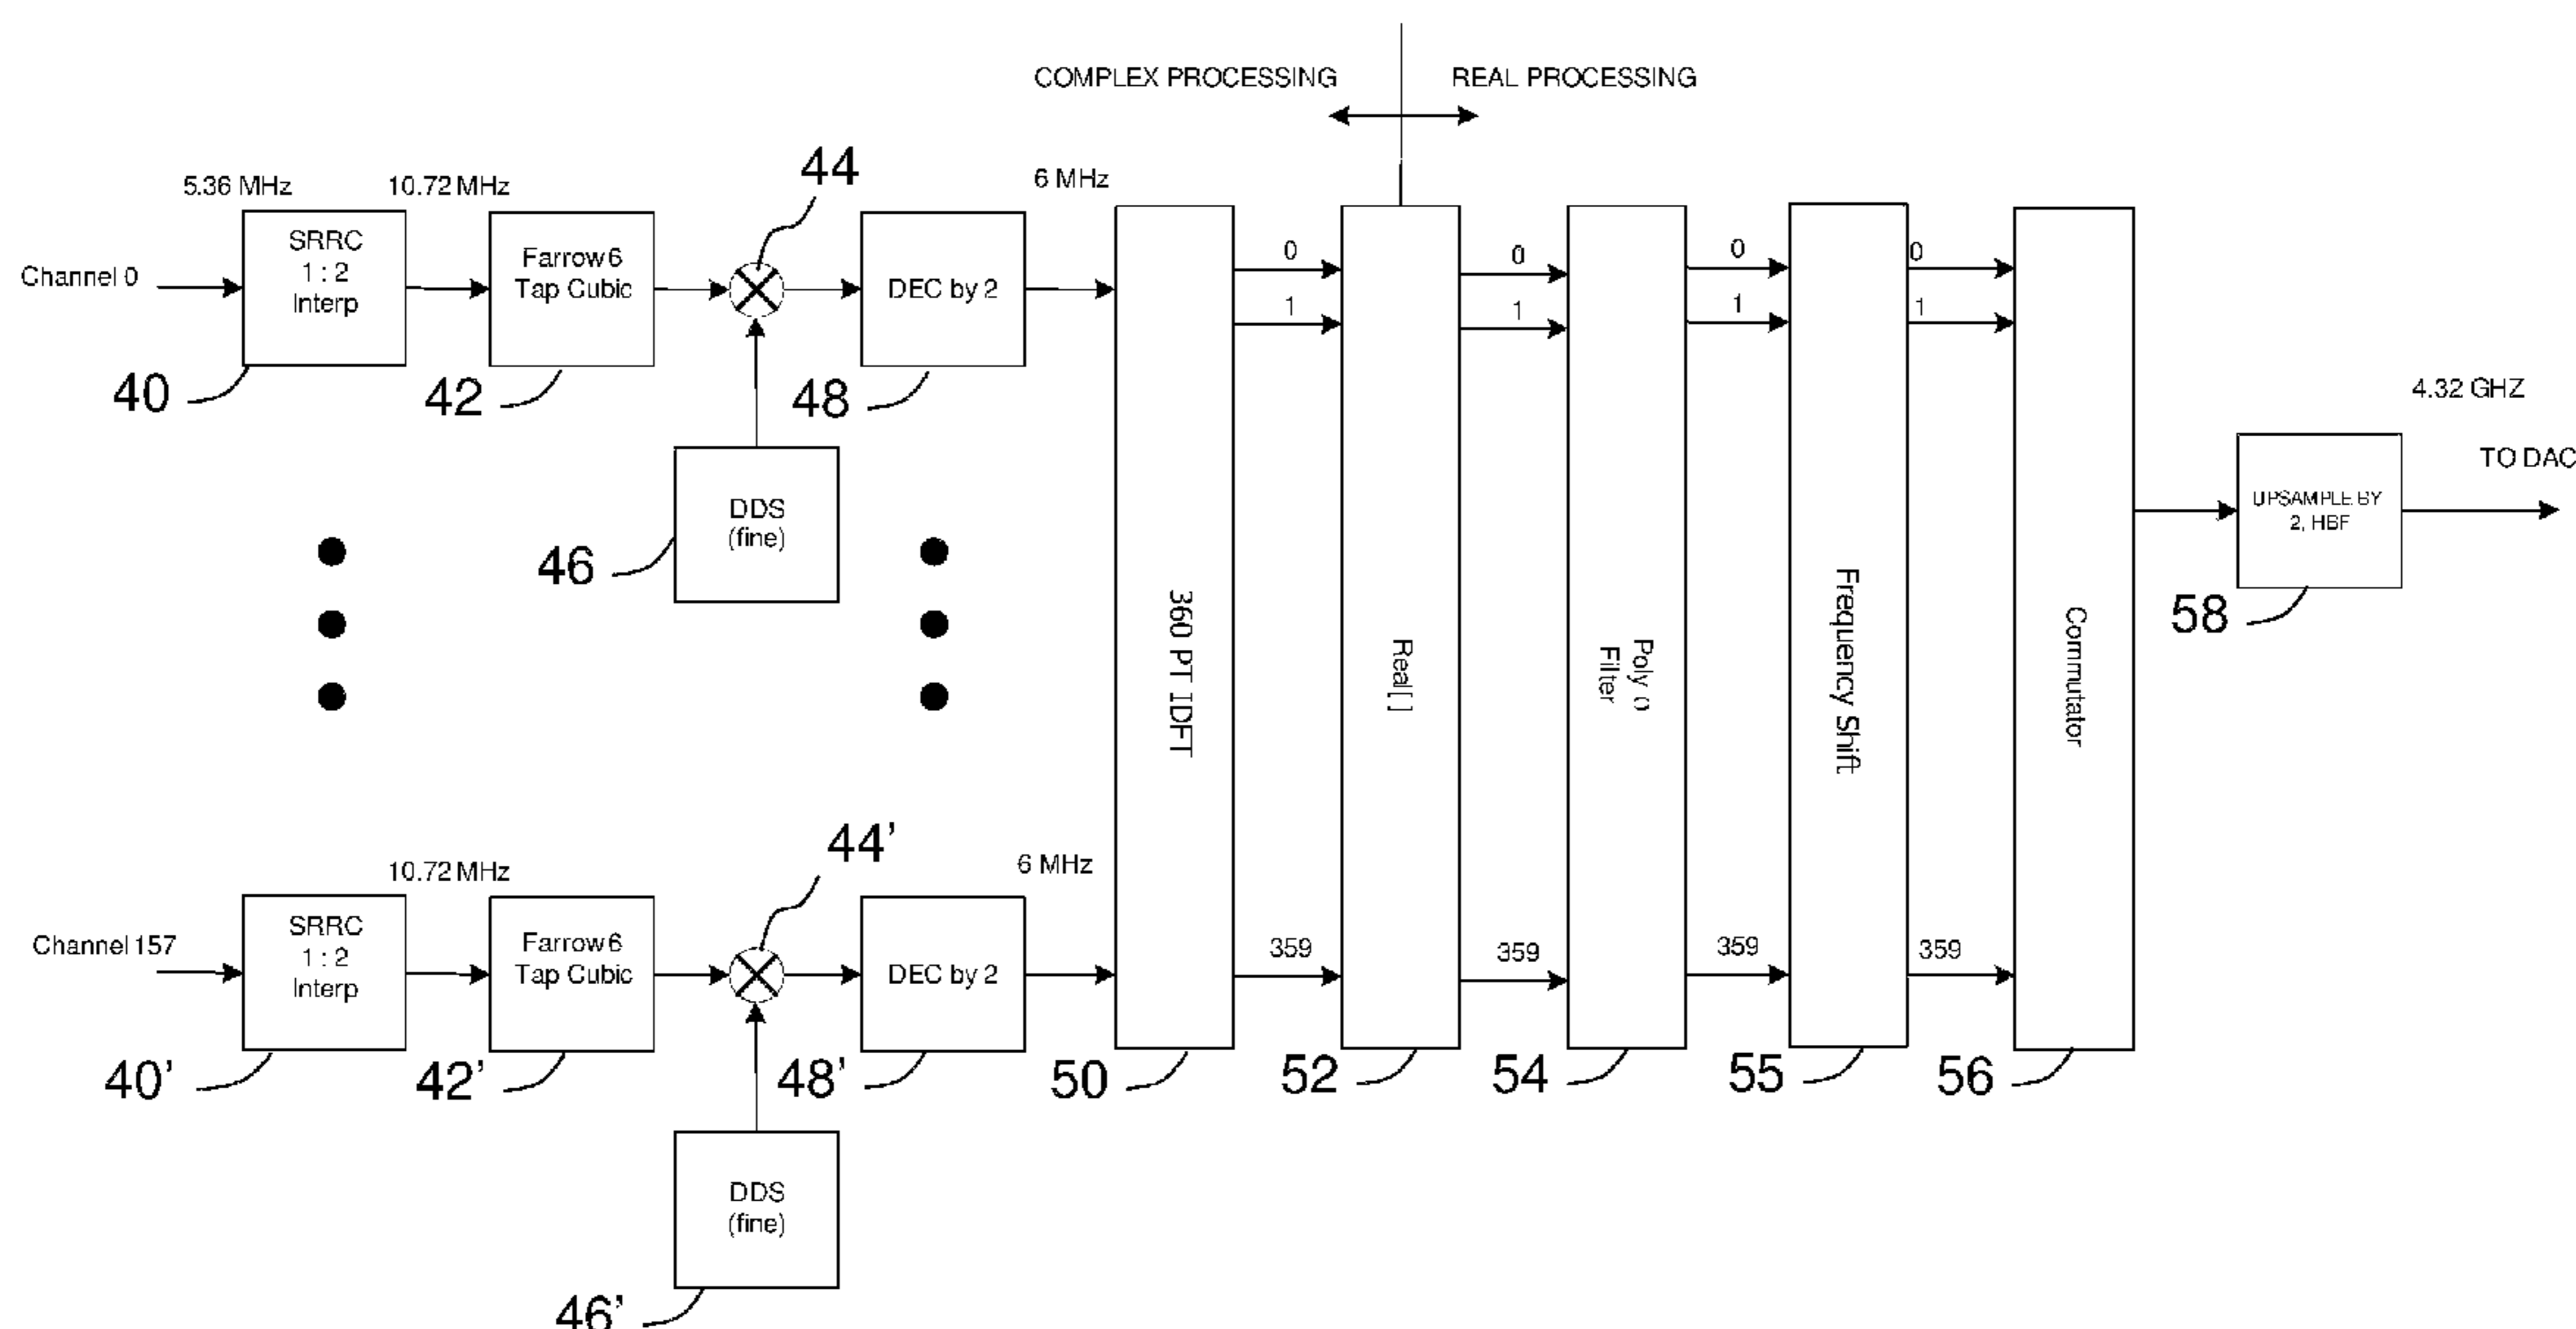 COMPLEX PROCESSING
REAL PROCESSING
5.36 MHz
10.72 MHz
44
6 MHz
Channel 0
SRRC
1 : 2
Interp
Farrow 6
Tap Cubic
DEC by 2
40
42
48
DDS
(fine)
46
0
1
0
1
0
1
0
1
360 PT IDFT
Real[ ]
Poly
Filter
Frequency Shift
Commutator
4.32 GHZ
TO DAC
UPSAMPLE BY
2, HBF
58
Channel 157
10.72 MHz
44'
6 MHz
SRRC
1 : 2
Interp
Farrow 6
Tap Cubic
DEC by 2
359
359
359
359
40'
42'
48'
50
52
54
55
56
DDS
(fine)
46'